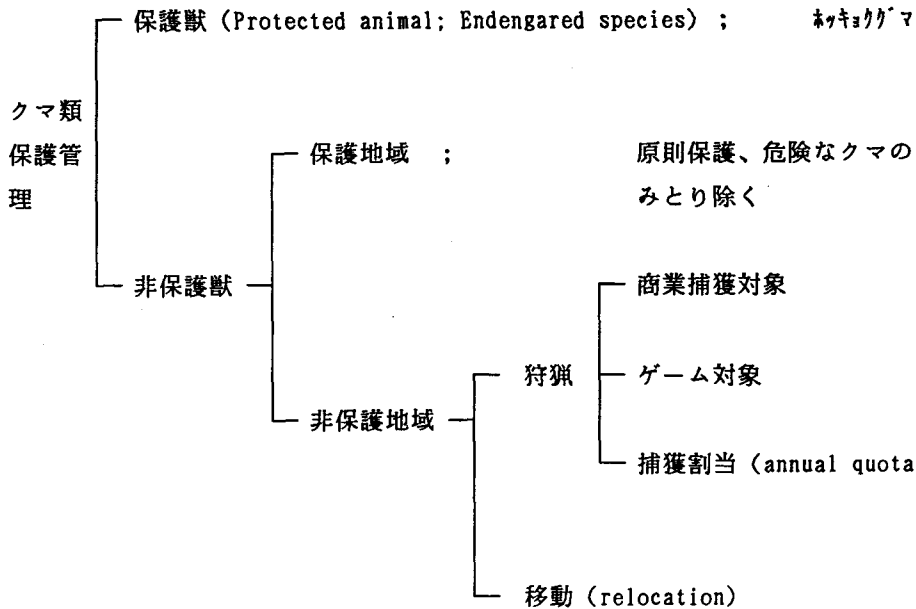 保護獣（Protected animal; Endengared species）； ﾎｯｷｮｸｸﾞﾏ
クマ類
保護管
理
保護地域 ； 原則保護、危険なクマの
みとり除く
非保護獣
商業捕獲対象
狩猟 ゲーム対象
非保護地域
捕獲割当（annual quota
移動（relocation）